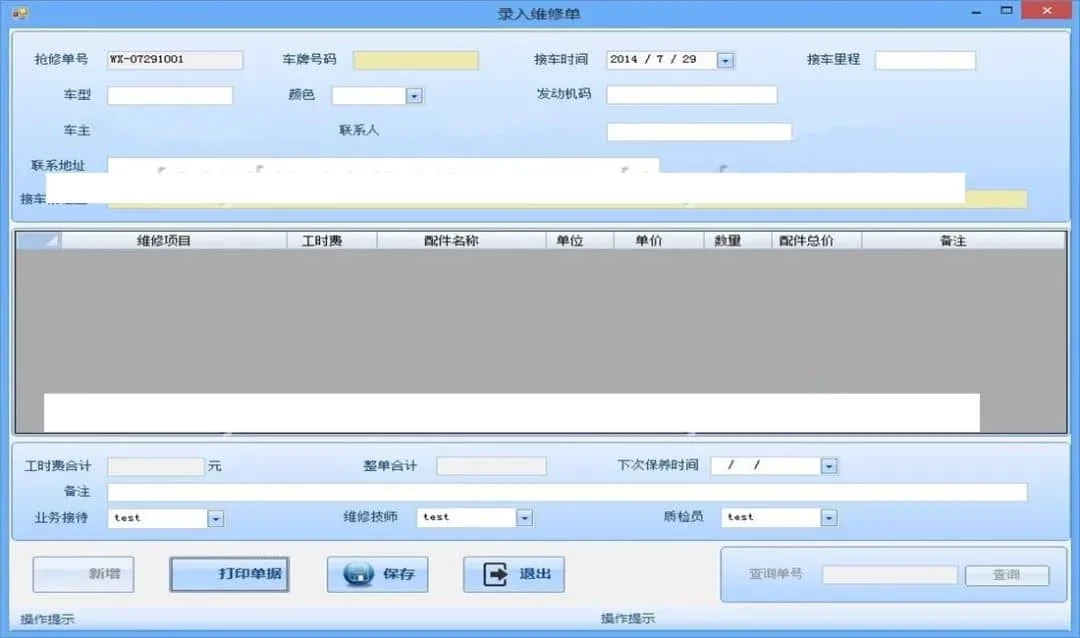 录入维修单
抢修单号 WX-07291001 车牌号码 接车时间 2014 / 7 / 29 接车里程
车型 颜色 发动机码
车主 联系人
联系地址
接车
维修项目 工时费 配件名称 单位 单价 数量 配件总价 备注
工时费合计 元 整单合计 下次保养时间 / /
备注
业务接待 test 维修技师 test 质检员 test
新增 打印单据 保存 退出 查询单号 查询
操作提示 操作提示